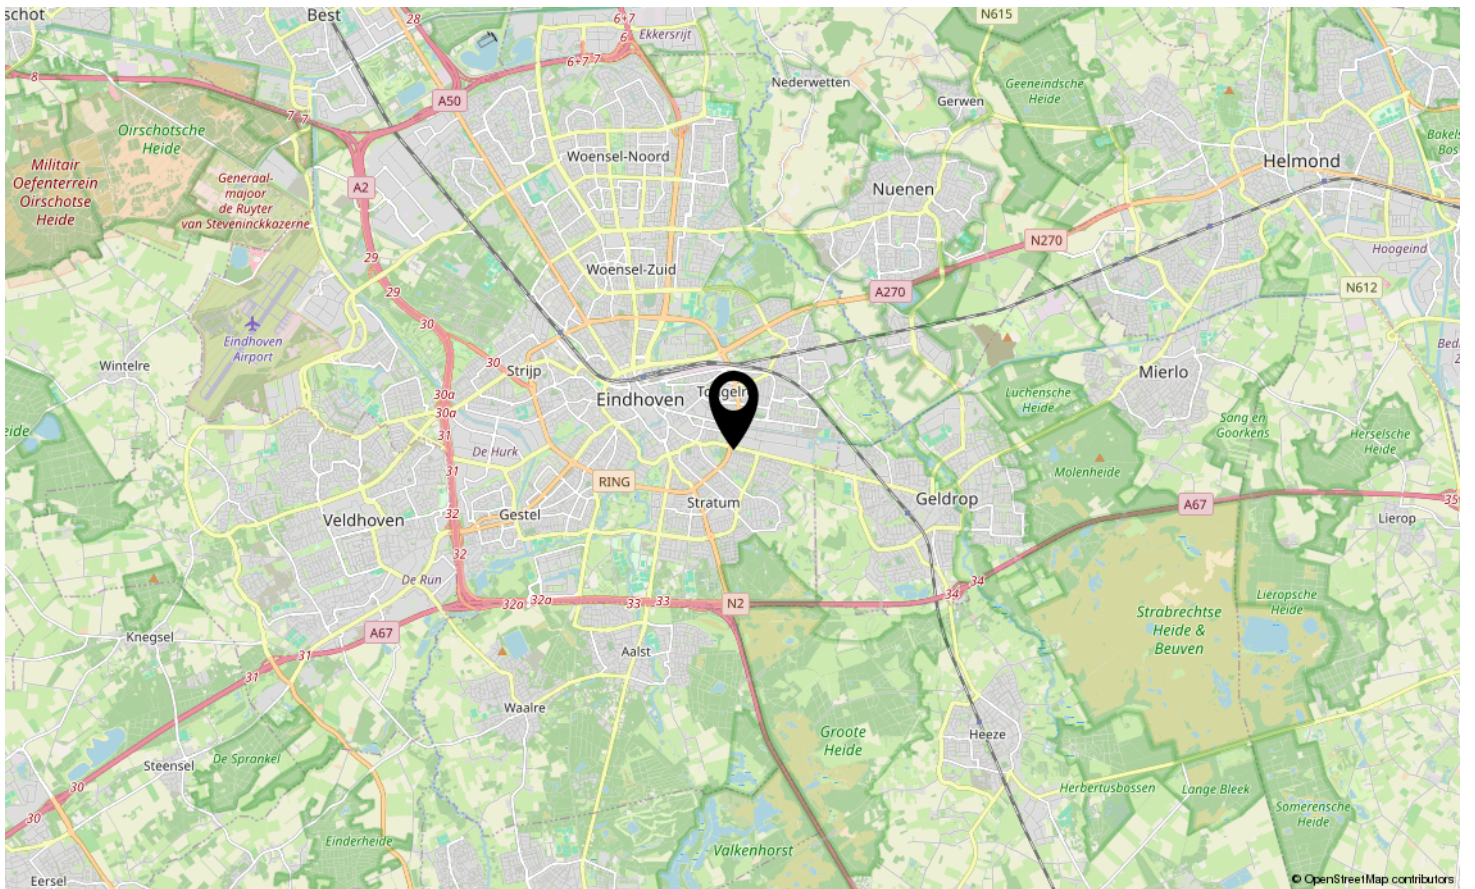 schot
Best
28
6+7
6
Ekkersrijt
N615
8
6+7
7
Nederwetten
Geeneindsche
Heide
A50
Gerwen
7
7
Oirschotsche
Heide
Bakels
Bos
Militair
Oefenterrein
Oirschotse
Heide
Woensel-Noord
Helmond
Generaal-
majoor
de Ruyter
van Steveninckkazerne
A2
Nuenen
N270
Hoogeind
29
Woensel-Zuid
29
A270
N612
30
Eindhoven
Airport
30
Strijp
Wintelre
Mierlo
30a
Eindhoven
Luchensche
Heide
30a
31
Sang en
Goorkens
eide
Herselsche
Heide
De Hurk
31
Molenheide
RING
Geldrop
35
Stratum
A67
32
Gestel
Veldhoven
Lierop
32
De Run
34
34
32a
32a
33
33
N2
Lieropsche
Heide
Strabrechtse
Heide &
Beuven
Knegsel
A67
Aalst
31
31
Waalre
Groote
Heide
Heeze
De Sprankel
Steensel
30
Herbertusbossen
Lange Bleek
30
Somerensche
Heide
Einderheide
Valkenhorst
Eersel
© OpenStreetMap contributors